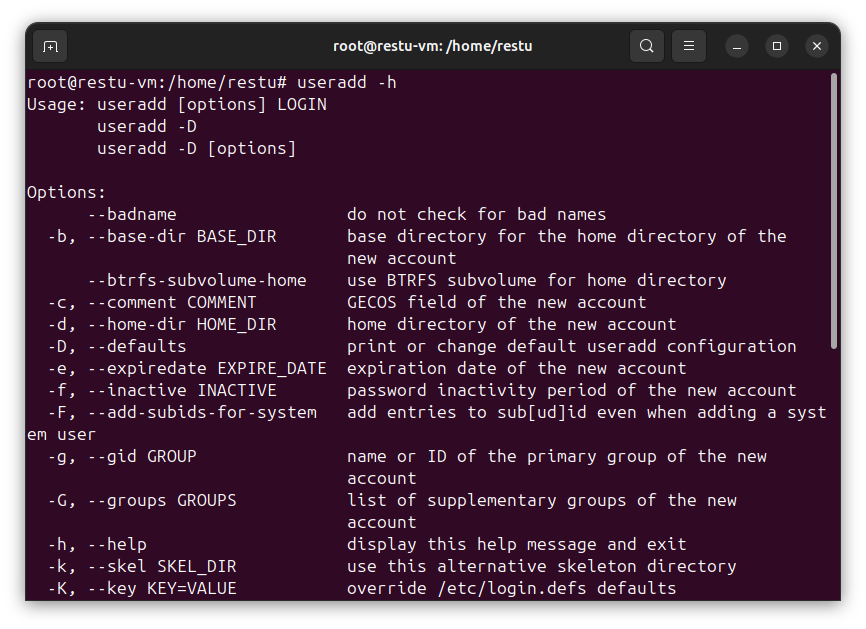 root@restu-vm: /home/restu
root@restu-vm:/home/restu# useradd -h
Usage: useradd [options] LOGIN
       useradd -D
       useradd -D [options]

Options:
      --badname                 do not check for bad names
  -b, --base-dir BASE_DIR       base directory for the home directory of the
                                new account
      --btrfs-subvolume-home    use BTRFS subvolume for home directory
  -c, --comment COMMENT         GECOS field of the new account
  -d, --home-dir HOME_DIR       home directory of the new account
  -D, --defaults                print or change default useradd configuration
  -e, --expiredate EXPIRE_DATE  expiration date of the new account
  -f, --inactive INACTIVE       password inactivity period of the new account
  -F, --add-subids-for-system   add entries to sub[ud]id even when adding a syst
em user
  -g, --gid GROUP               name or ID of the primary group of the new
                                account
  -G, --groups GROUPS           list of supplementary groups of the new
                                account
  -h, --help                    display this help message and exit
  -k, --skel SKEL_DIR           use this alternative skeleton directory
  -K, --key KEY=VALUE           override /etc/login.defs defaults